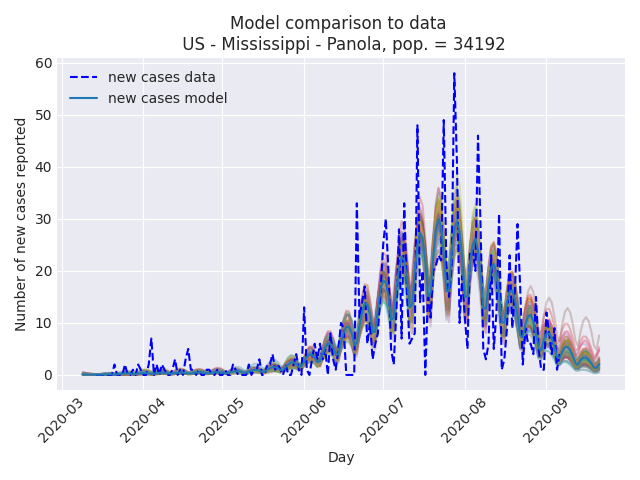 Model comparison to data
US - Mississippi - Panola, pop. = 34192
60
50
40
30
20
10
0
new cases data
new cases model
Number of new cases reported
2020-03
2020-04
2020-05
2020-06
2020-07
2020-08
2020-09
Day